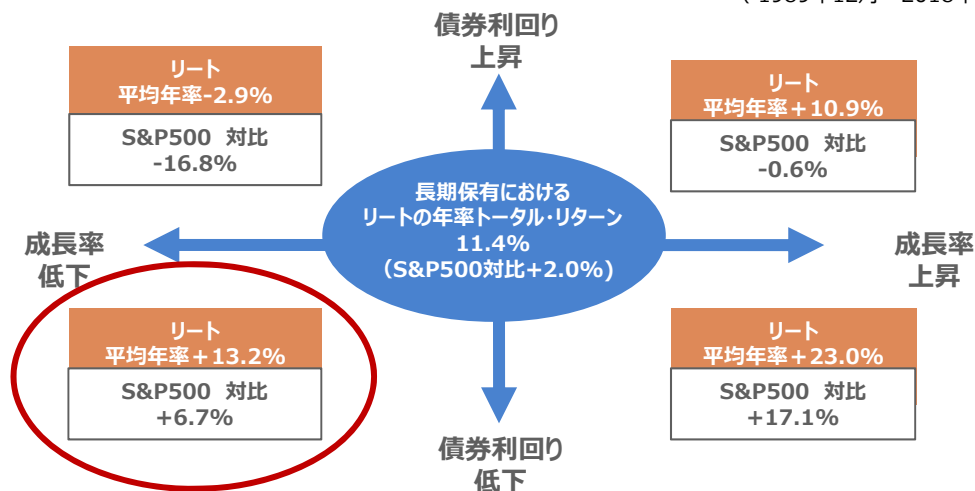 債券利回り
上昇
リート
平均年率-2.9%
S&P500 対比
-16.8%
リート
平均年率+10.9%
S&P500 対比
-0.6%
長期保有における
リートの年率トータル・リターン
11.4%
(S&P500対比+2.0%)
成長率
低下
成長率
上昇
リート
平均年率+13.2%
S&P500 対比
+6.7%
リート
平均年率+23.0%
S&P500 対比
+17.1%
債券利回り
低下